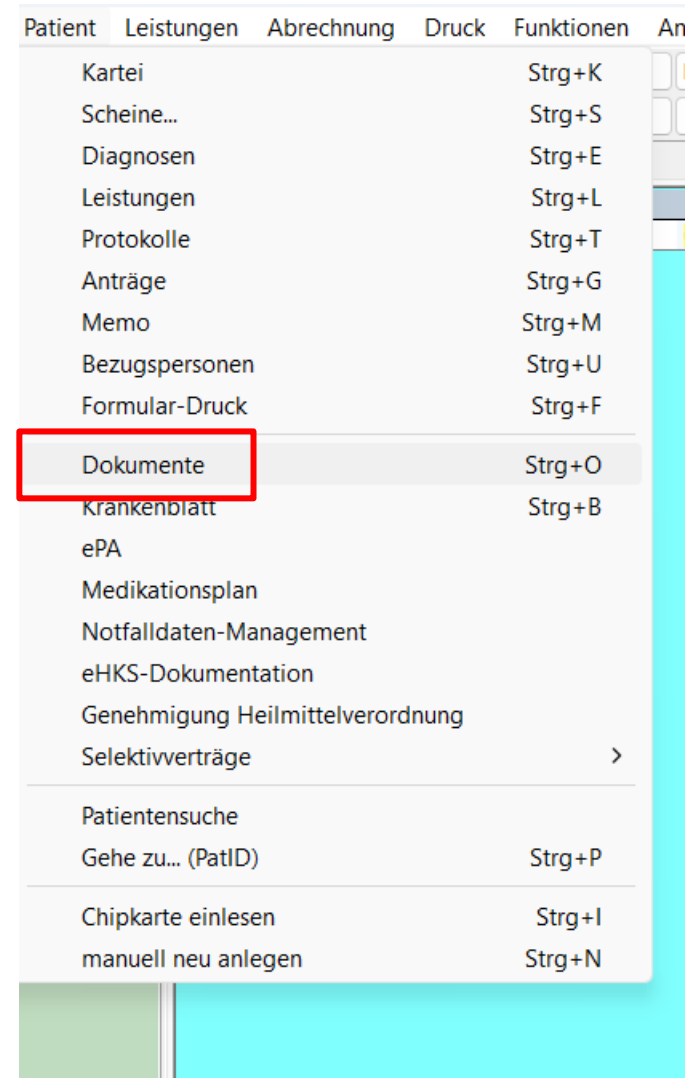 Patient Leistungen Abrechnung Druck Funktionen An
Kartei Strg+K
Scheine... Strg+S
Diagnosen Strg+E
Leistungen Strg+L
Protokolle Strg+T
Anträge Strg+G
Memo Strg+M
Bezugspersonen Strg+U
Formular-Druck Strg+F
Dokumente Strg+O
Krankenblatt Strg+B
ePA
Medikationsplan
Notfalldaten-Management
eHKS-Dokumentation
Genehmigung Heilmittelverordnung
Selektivverträge
Patientensuche
Gehe zu... (PatID) Strg+P
Chipkarte einlesen Strg+I
manuell neu anlegen Strg+N